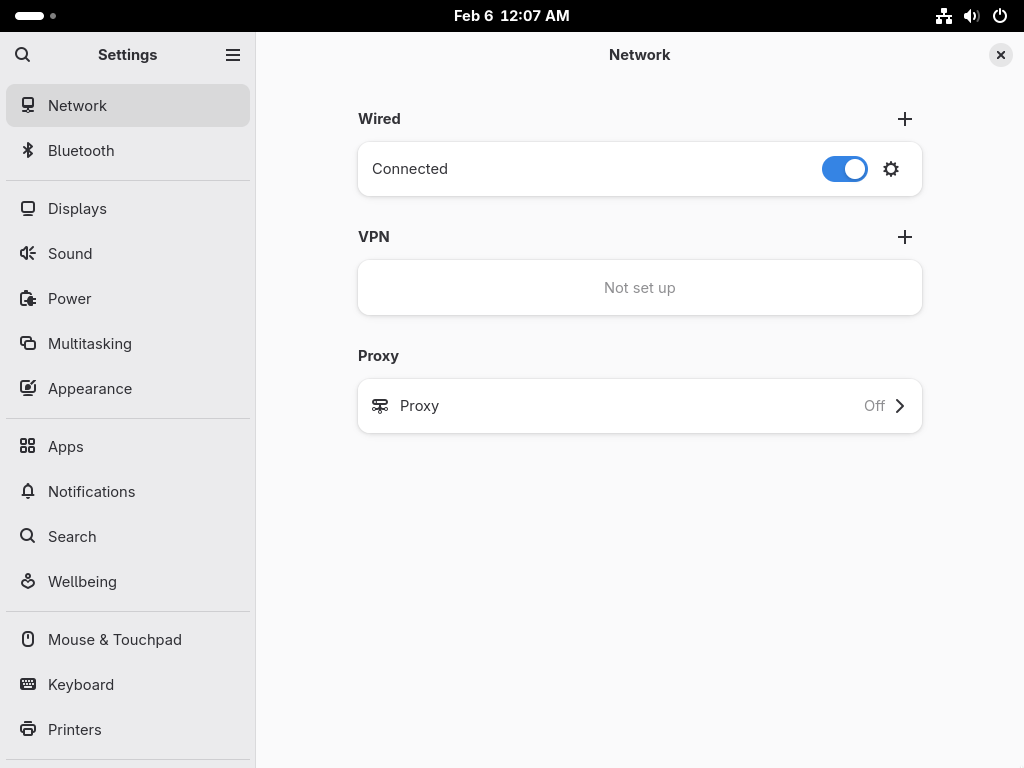 Feb 6 12:07 AM
Settings
Network
Bluetooth
Displays
Sound
Power
Multitasking
Appearance
Apps
Notifications
Search
Wellbeing
Mouse & Touchpad
Keyboard
Printers
Network
Wired
Connected
VPN
Not set up
Proxy
Proxy Off